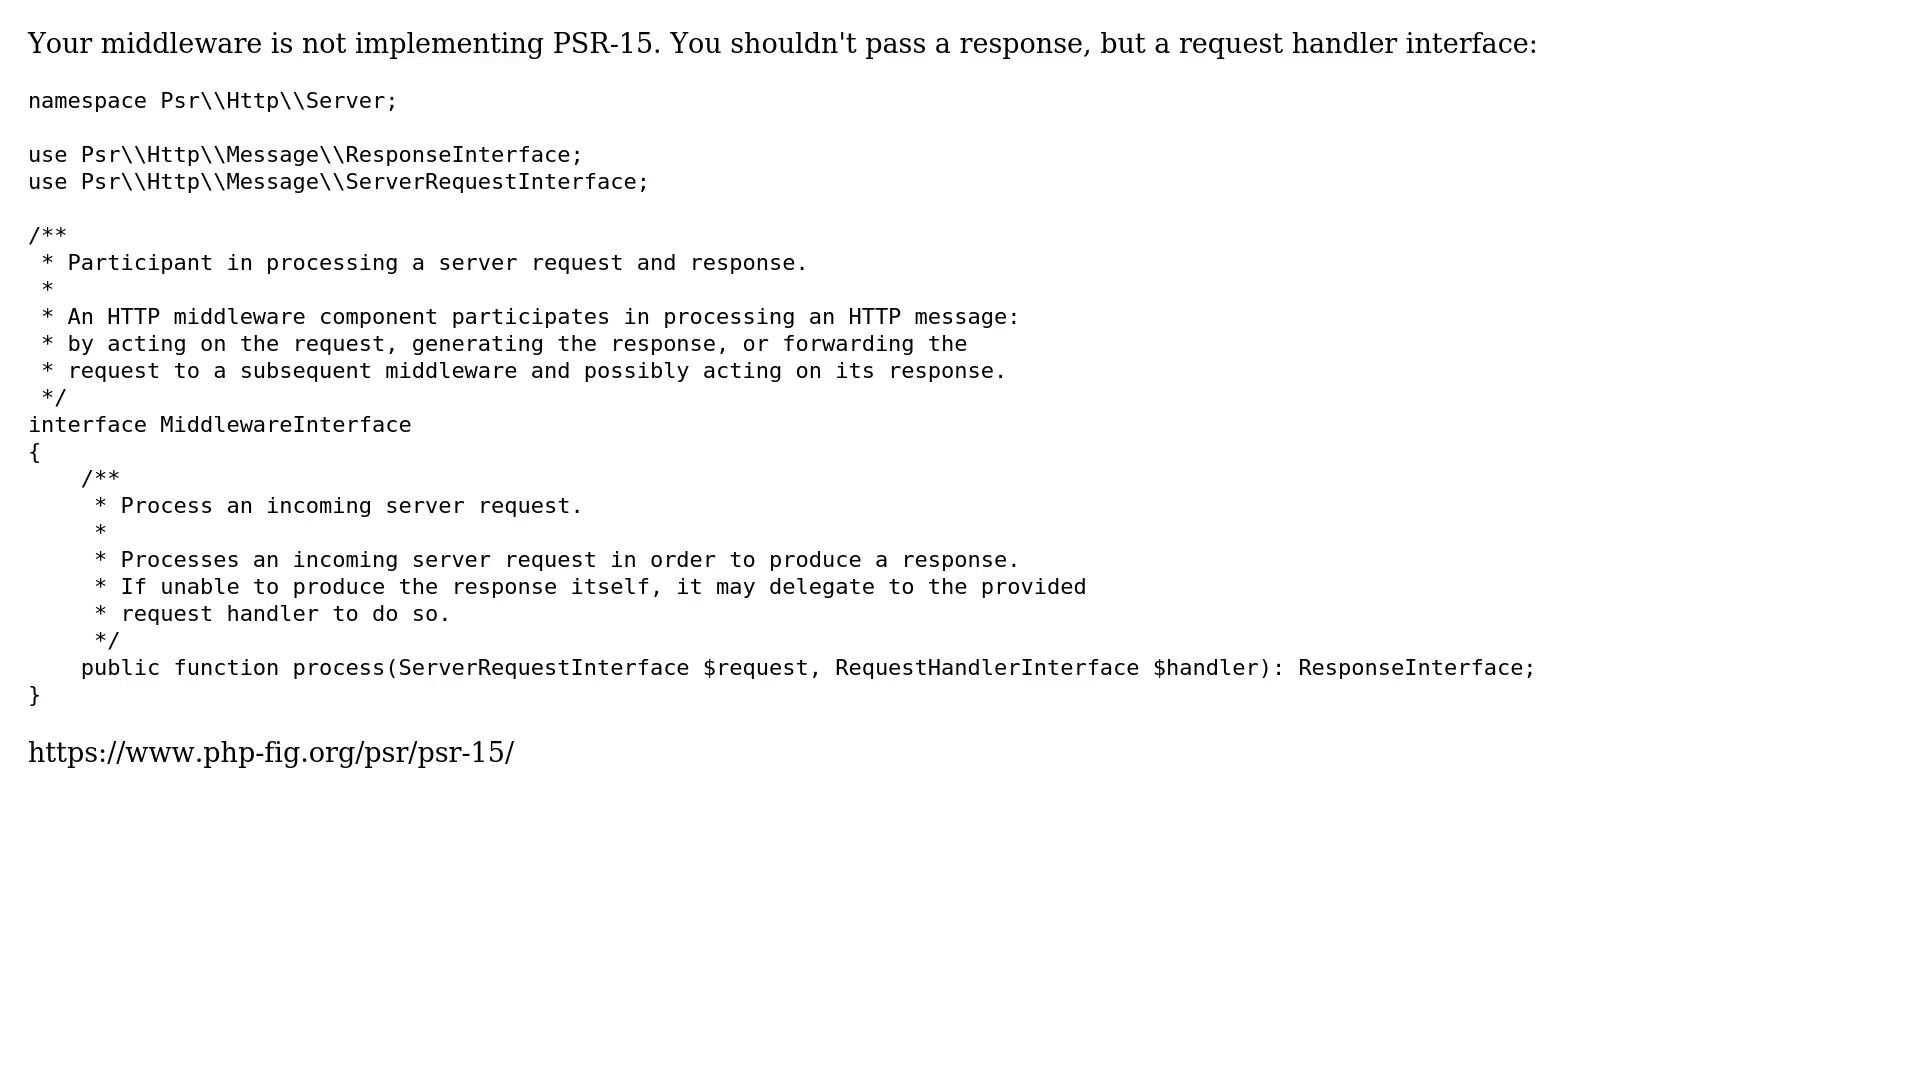 Your middleware is not implementing PSR-15. You shouldn't pass a response, but a request handler interface:
namespace Psr\\Http\\Server;
use Psr\\Http\\Message\\ResponseInterface;
use Psr\\Http\\Message\\ServerRequestInterface;
/**
 * Participant in processing a server request and response.
 *
 * An HTTP middleware component participates in processing an HTTP message:
 * by acting on the request, generating the response, or forwarding the
 * request to a subsequent middleware and possibly acting on its response.
 */
interface MiddlewareInterface
{
    /**
     * Process an incoming server request.
     *
     * Processes an incoming server request in order to produce a response.
     * If unable to produce the response itself, it may delegate to the provided
     * request handler to do so.
     */
    public function process(ServerRequestInterface $request, RequestHandlerInterface $handler): ResponseInterface;
}
https://www.php-fig.org/psr/psr-15/